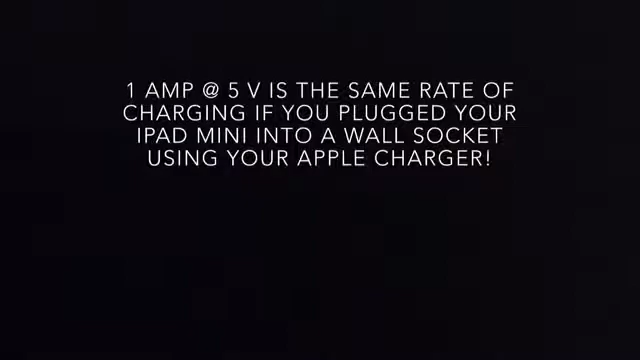 1 AMP @ 5 V IS THE SAME RATE OF
CHARGING IF YOU PLUGGED YOUR
IPAD MINI INTO A WALL SOCKET
USING YOUR APPLE CHARGER!